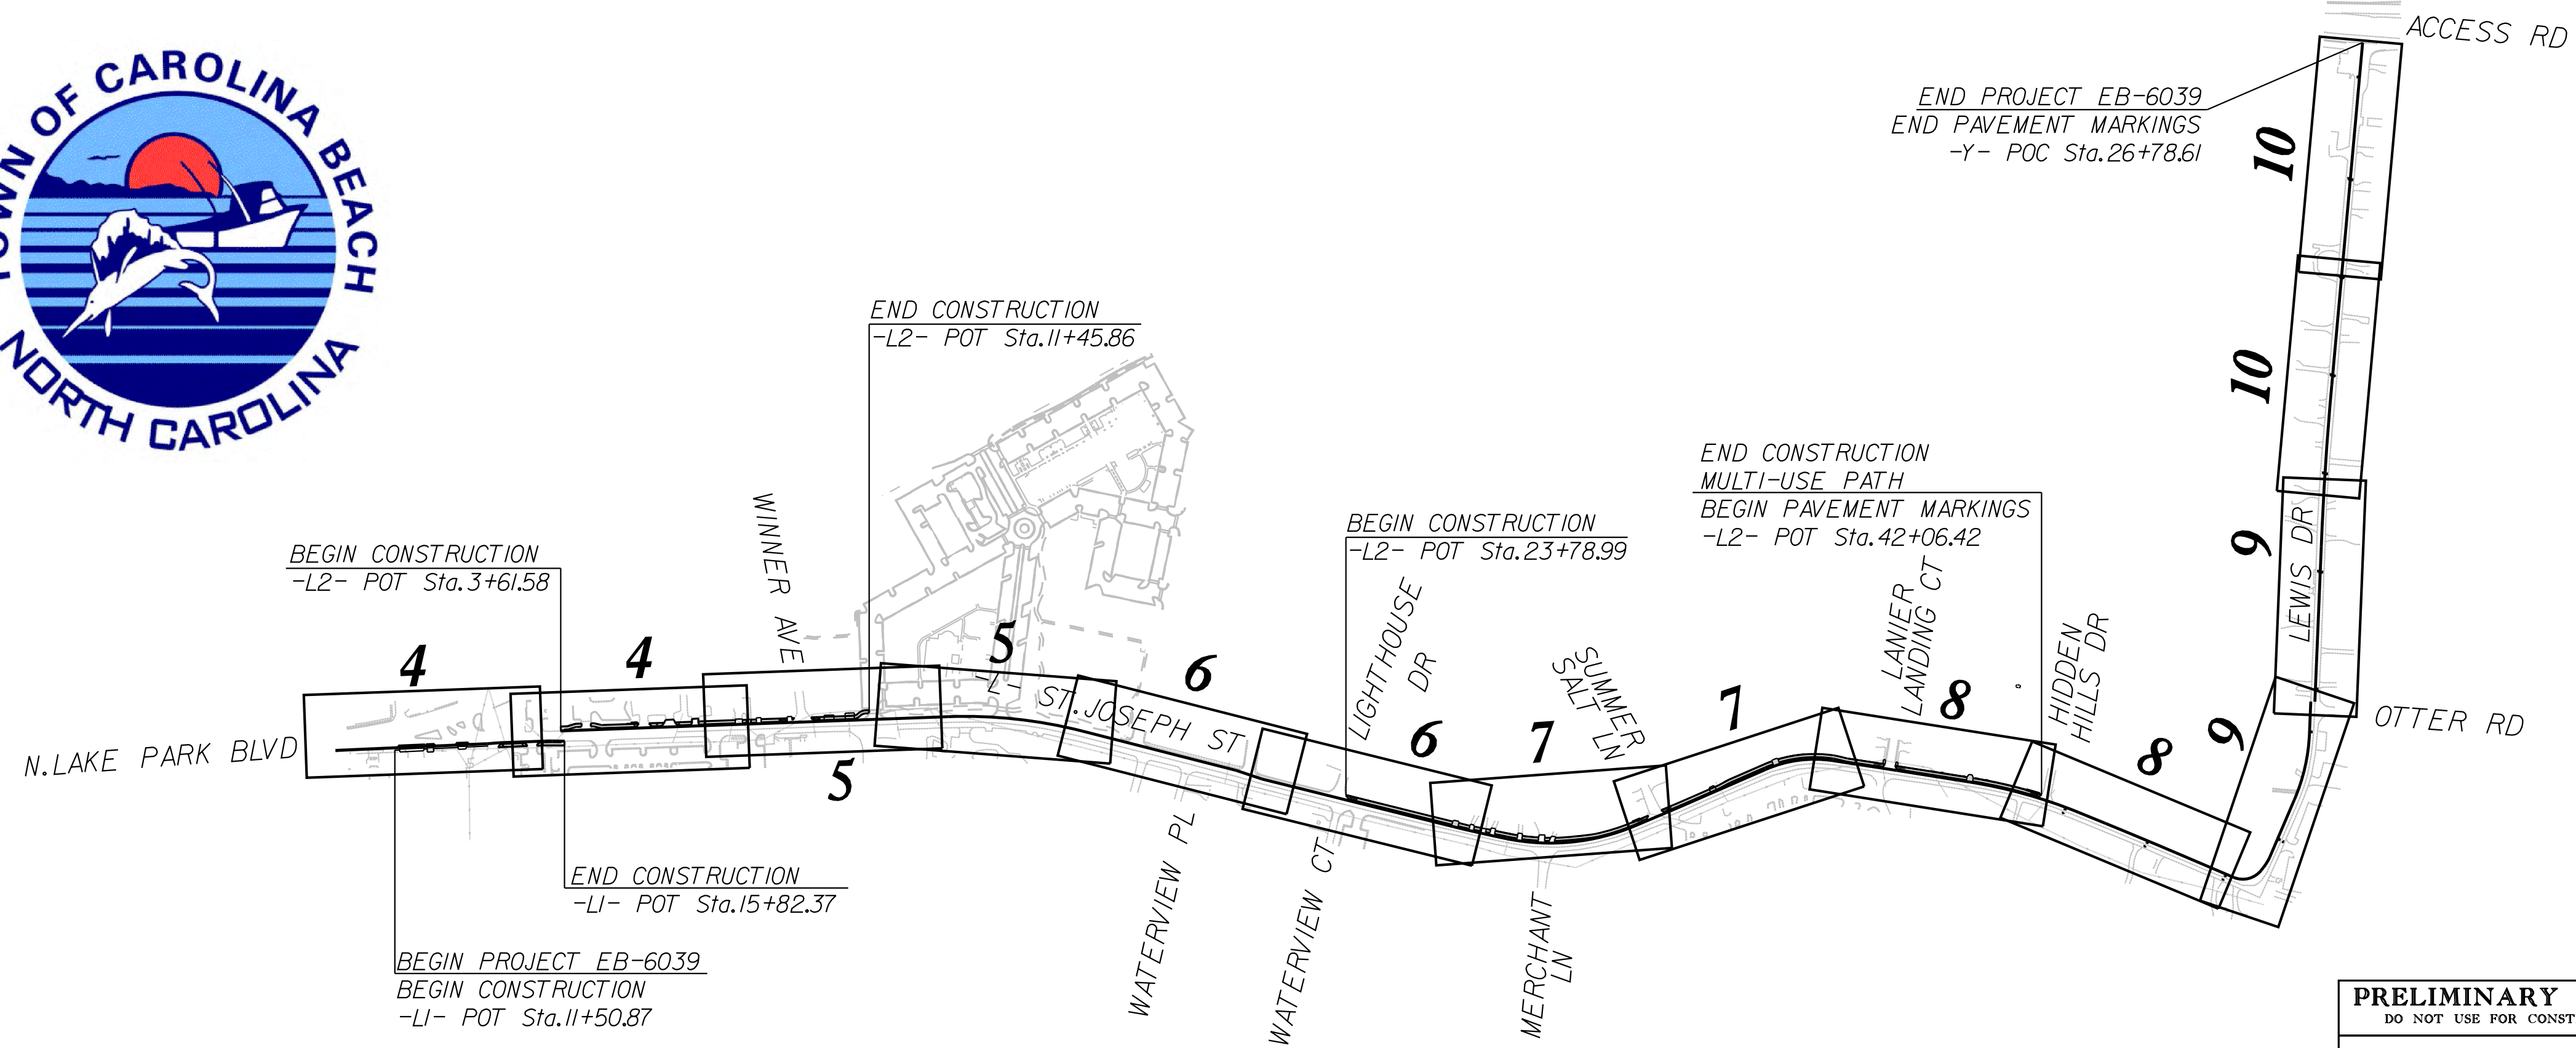 TOWN OF CAROLINA BEACH
NORTH CAROLINA
ACCESS RD
END PROJECT EB-6039
END PAVEMENT MARKINGS
-Y- POC Sta.26+78.61
10
10
END CONSTRUCTION
-L2- POT Sta.11+45.86
END CONSTRUCTION
MULTI-USE PATH
BEGIN PAVEMENT MARKINGS
-L2- POT Sta.42+06.42
BEGIN CONSTRUCTION
-L2- POT Sta.23+78.99
BEGIN CONSTRUCTION
-L2- POT Sta.3+61.58
WINNER AVE
LIGHTHOUSE
DR
SUMMER
SALT LN
LANIER
LANDING CT
HIDDEN
HILLS DR
9
LEWIS DR
4
4
5
6
7
8
9
OTTER RD
-L- ST.JOSEPH ST
N.LAKE PARK BLVD
5
6
7
8
END CONSTRUCTION
-L1- POT Sta.15+82.37
WATERVIEW PL
WATERVIEW CT
MERCHANT
LN
BEGIN PROJECT EB-6039
BEGIN CONSTRUCTION
-L1- POT Sta.11+50.87
PRELIMINARY
DO NOT USE FOR CONST